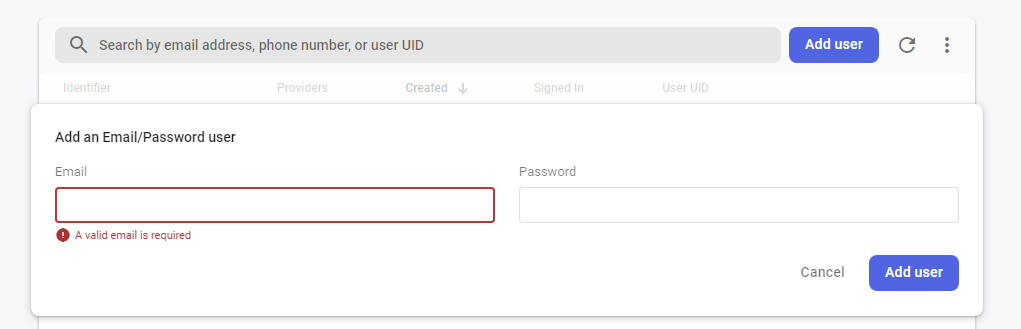 Search by email address, phone number, or user UID
Add user
Identifier Providers Created Signed In User UID
Add an Email/Password user
Email Password
A valid email is required
Cancel Add user